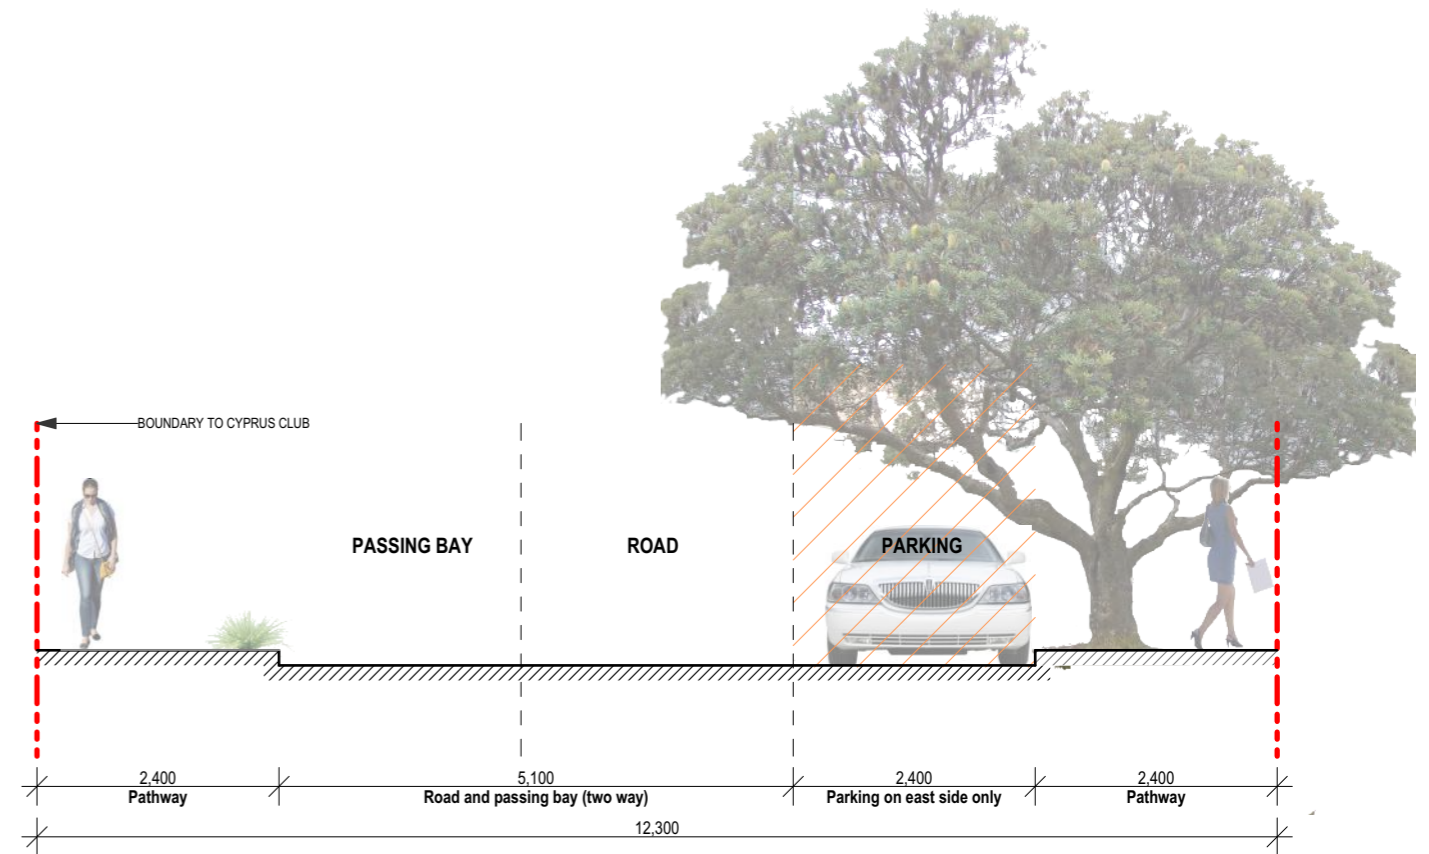 BOUNDARY TO CYPRUS CLUB
PASSING BAY
ROAD
PARKING
2,400
5,100
2,400
2,400
Pathway
Road and passing bay (two way)
Parking on east side only
Pathway
12,300